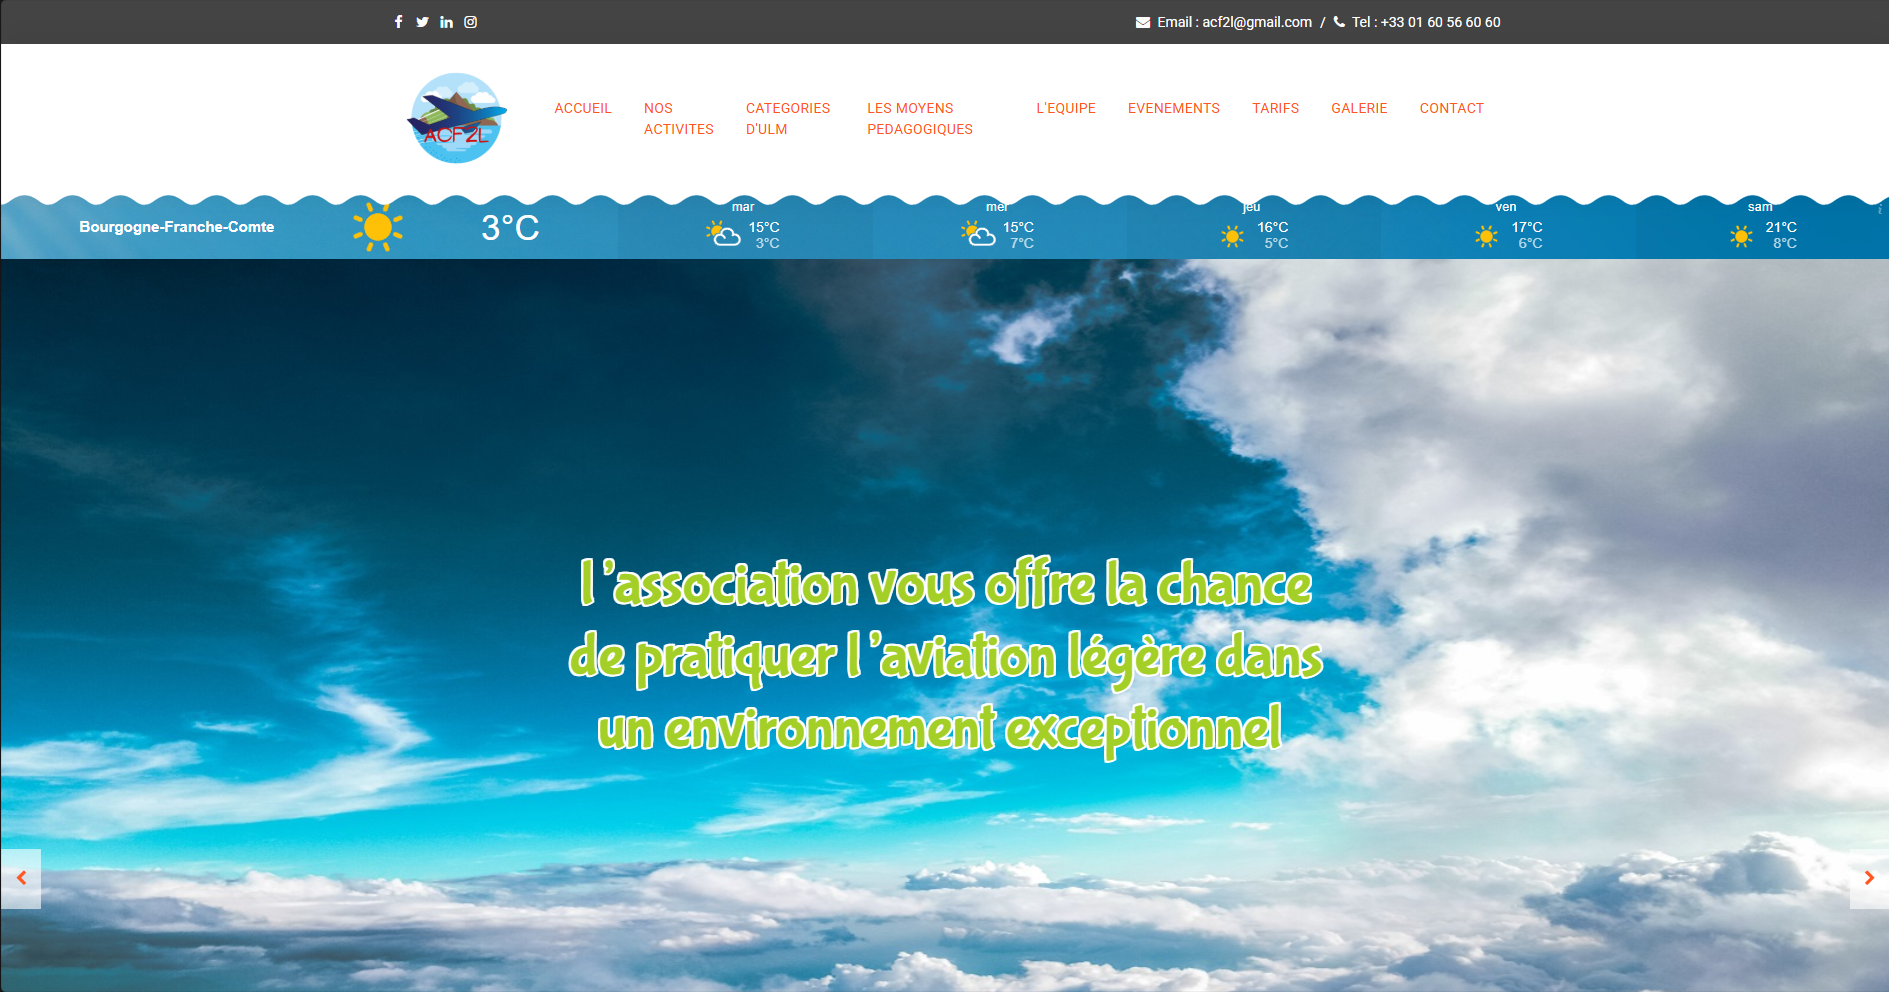 Email : acf2l@gmail.com / Tel : +33 01 60 56 60 60
ACF2L
ACCUEIL
NOS
ACTIVITES
CATEGORIES
D'ULM
LES MOYENS
PEDAGOGIQUES
L'EQUIPE
EVENEMENTS
TARIFS
GALERIE
CONTACT
Bourgogne-Franche-Comte
3°C
mar
15°C
3°C
mer
15°C
7°C
jeu
16°C
5°C
ven
17°C
6°C
sam
21°C
8°C
l'association vous offre la chance
de pratiquer l'aviation légère dans
un environnement exceptionnel